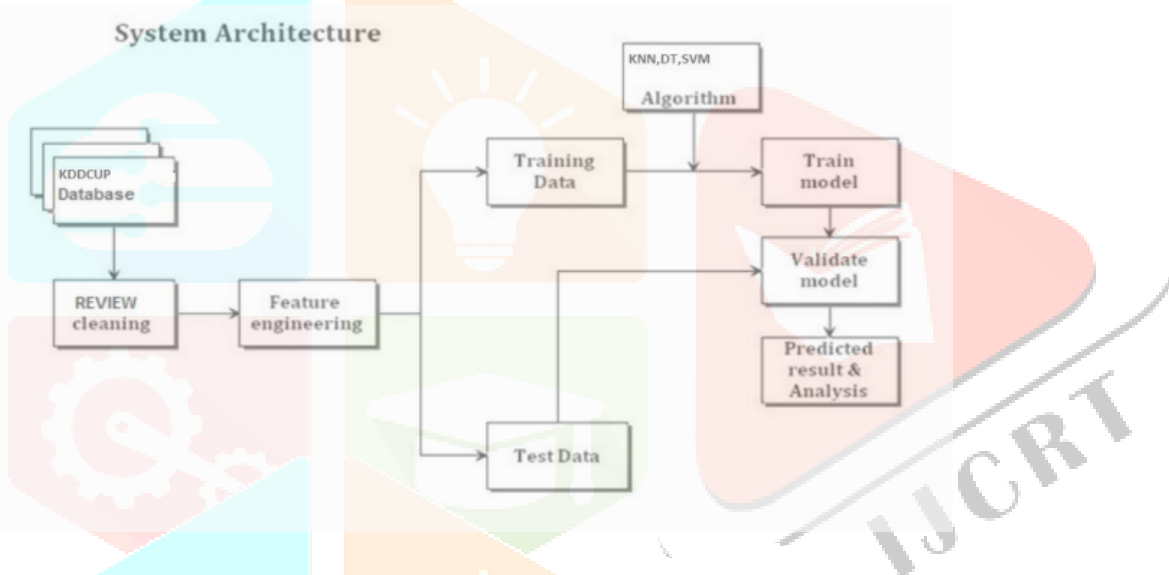 System Architecture
KNN,DT,SVM
Algorithm
KDDCUP
Database
Training
Data
Train
model
REVIEW
cleaning
Feature
engineering
Validate
model
Predicted
result &
Analysis
Test Data
IJCRT